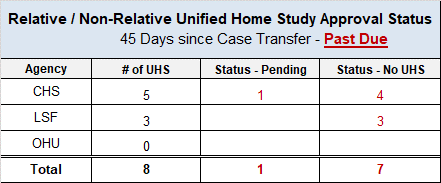 Relative / Non-Relative Unified Home Study Approval Status
45 Days since Case Transfer - Past Due
Agency # of UHS Status - Pending Status - No UHS
CHS 5 1 4
LSF 3 3
OHU 0
Total 8 1 7